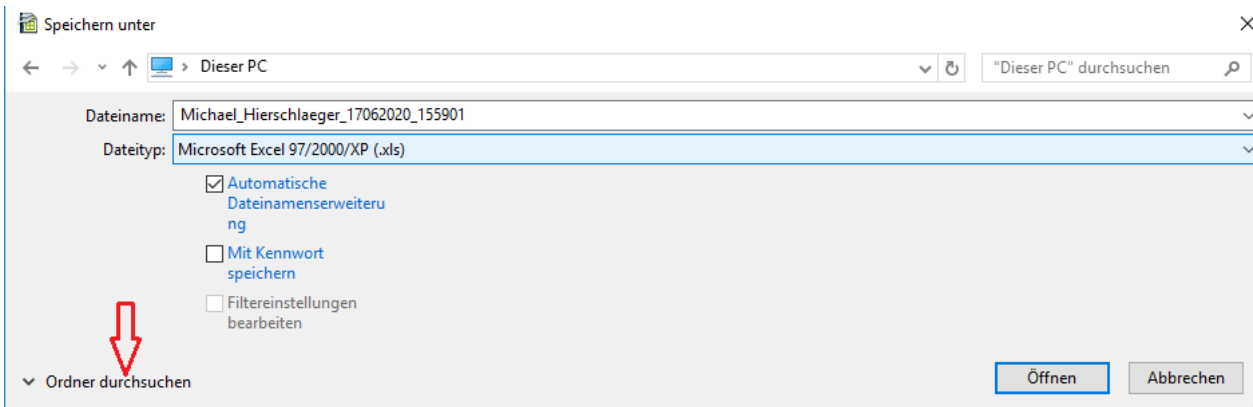 Speichern unter
Dieser PC
"Dieser PC" durchsuchen
Dateiname: Michael_Hierschlaeger_17062020_155901
Dateityp: Microsoft Excel 97/2000/XP (.xls)
Automatische
Dateinamenserweiteru
ng
Mit Kennwort
speichern
Filtereinstellungen
bearbeiten
Ordner durchsuchen
Öffnen
Abbrechen